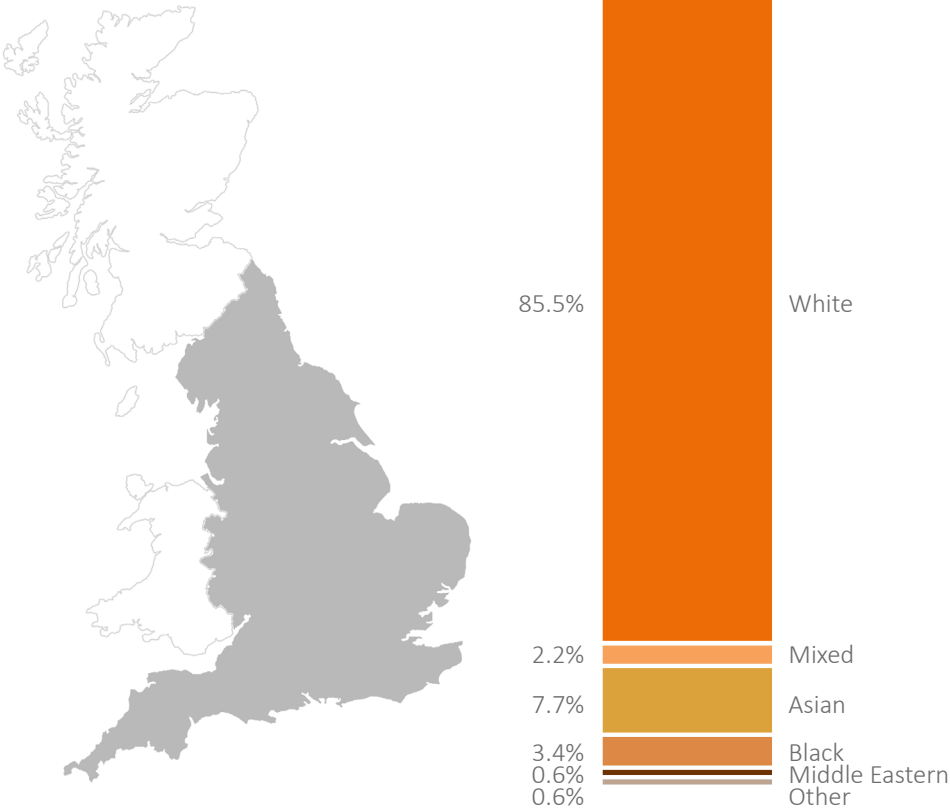 85.5% White
2.2% Mixed
7.7% Asian
3.4% Black
0.6% Middle Eastern
0.6% Other